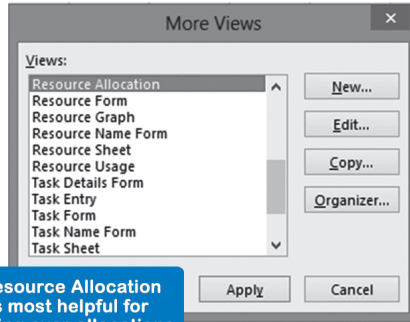 More Views
Views:
Resource Allocation
Resource Form
Resource Graph
Resource Name Form
Resource Sheet
Resource Usage
Task Details Form
Task Entry
Task Form
Task Name Form
Task Sheet
New...
Edit...
Copy...
Organizer...
Apply
Cancel
Resource Allocation
most helpful for